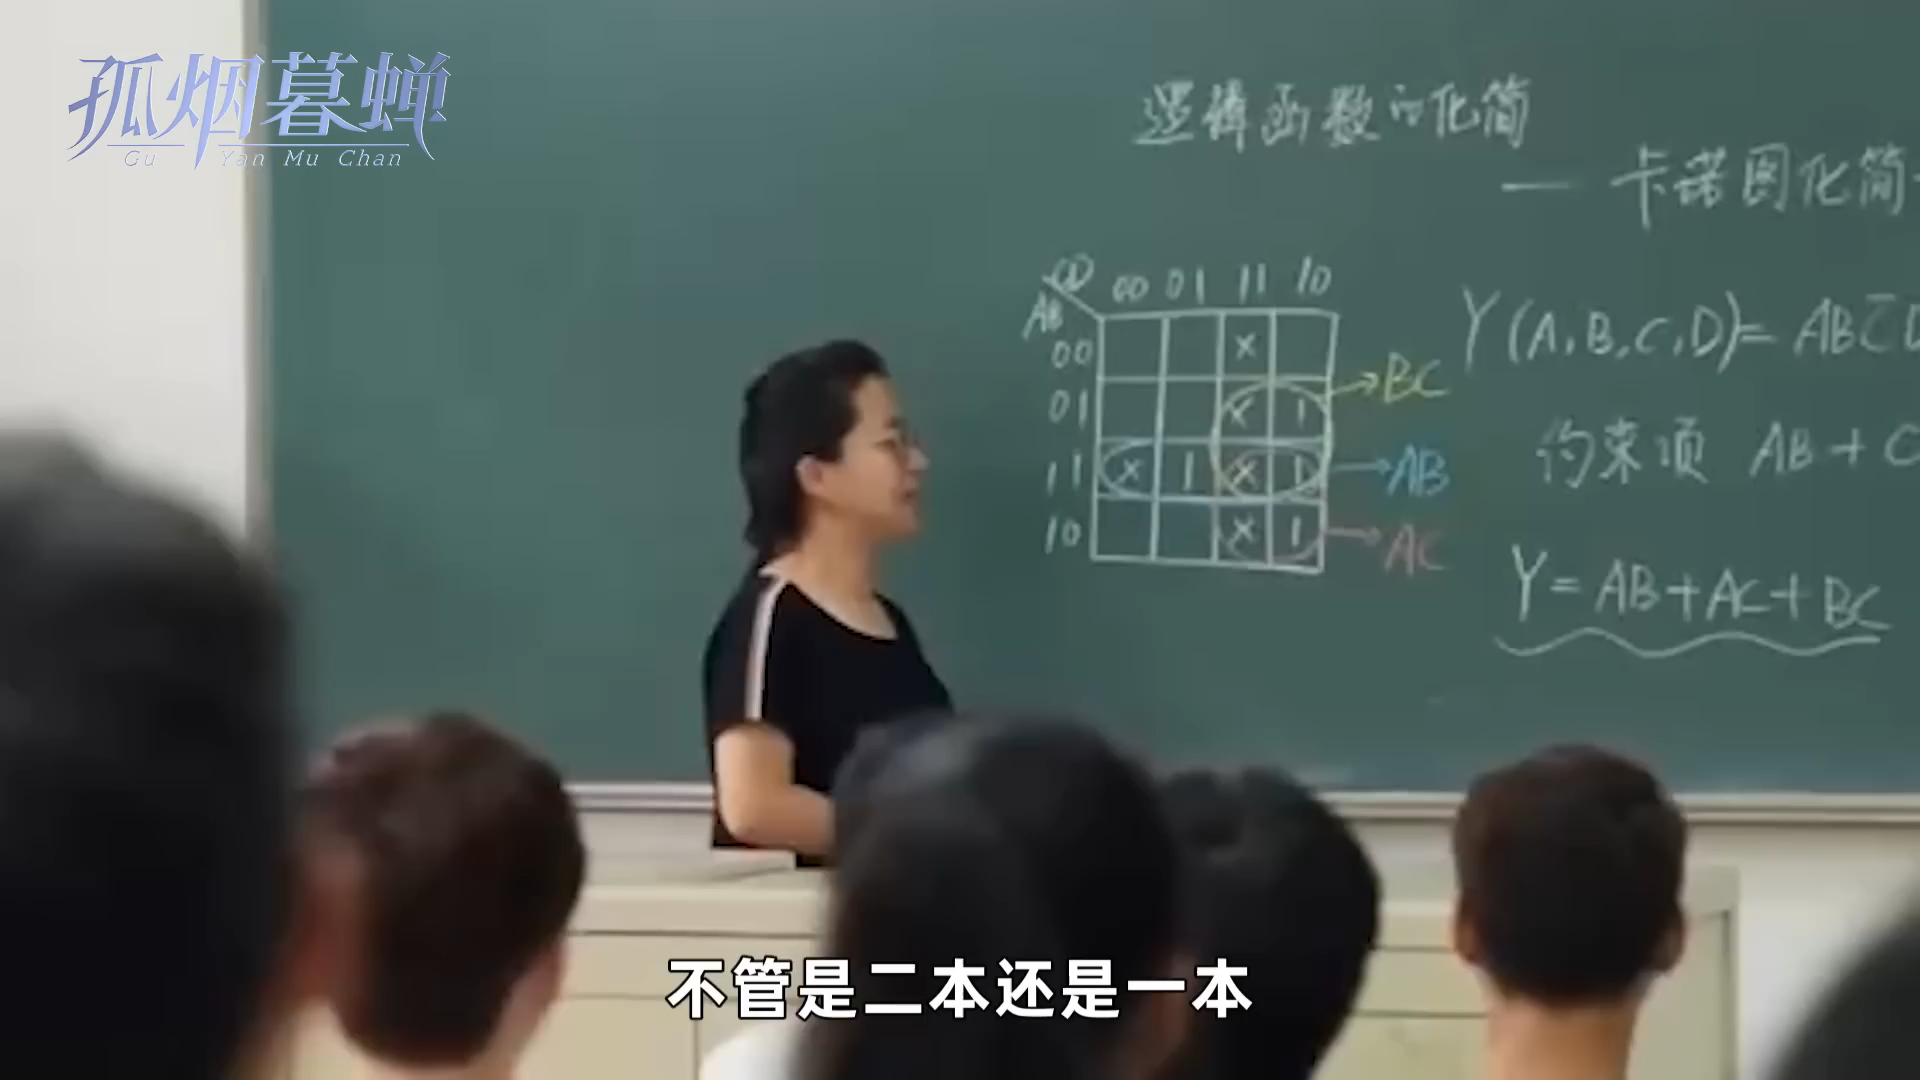 孤烟暮蝉
Gu Yan Mu Chan
逻辑函数的化简
— 卡诺图化简
CD 00 01 11 10
AB
00 ×
01 × 1
11 × 1 × 1
10 × 1
→BC
→AB
→AC
Y(A,B,C,D)= ABC̅D
约束项 AB + C
Y= AB+AC+BC
不管是二本还是一本